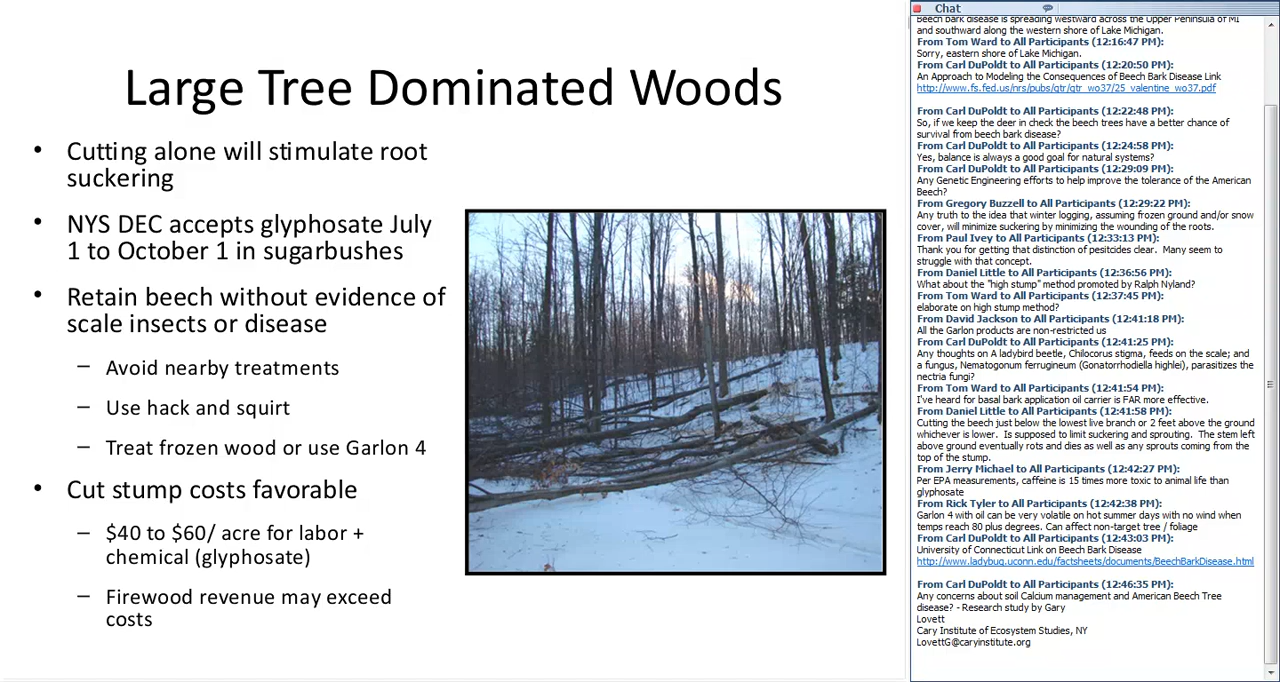 Large Tree Dominated Woods
• Cutting alone will stimulate root
suckering
• NYS DEC accepts glyphosate July
1 to October 1 in sugarbushes
• Retain beech without evidence of
scale insects or disease
– Avoid nearby treatments
– Use hack and squirt
– Treat frozen wood or use Garlon 4
• Cut stump costs favorable
– $40 to $60/ acre for labor +
chemical (glyphosate)
– Firewood revenue may exceed
costs
Chat
Beech bark disease is spreading westward across the Upper Peninsula of MI
and southward along the western shore of Lake Michigan.
From Tom Ward to All Participants (12:16:47 PM):
Sorry, eastern shore of Lake Michigan.
From Carl DuPoldt to All Participants (12:20:50 PM):
An Approach to Modeling the Consequences of Beech Bark Disease Link
http://www.fs.fed.us/nrs/pubs/gtr/gtr_wo37/25_valentine_wo37.pdf
From Carl DuPoldt to All Participants (12:22:48 PM):
So, if we keep the deer in check the beech trees have a better chance of
survival from beech bark disease?
From Carl DuPoldt to All Participants (12:24:58 PM):
Yes, balance is always a good goal for natural systems?
From Carl DuPoldt to All Participants (12:29:09 PM):
Any Genetic Engineering efforts to help improve the tolerance of the American
Beech?
From Gregory Buzzell to All Participants (12:29:22 PM):
Any truth to the idea that winter logging, assuming frozen ground and/or snow
cover, will minimize suckering by minimizing the wounding of the roots.
From Paul Ivey to All Participants (12:33:13 PM):
Thank you for getting that distinction of pesticides clear.  Many seem to
struggle with that concept.
From Daniel Little to All Participants (12:36:56 PM):
What about the "high stump" method promoted by Ralph Nyland?
From Tom Ward to All Participants (12:37:45 PM):
elaborate on high stump method?
From David Jackson to All Participants (12:41:18 PM):
All the Garlon products are non-restricted us
From Carl DuPoldt to All Participants (12:41:25 PM):
Any thoughts on A ladybird beetle, Chilocorus stigma, feeds on the scale; and
a fungus, Nematogonum ferrugineum (Gonatorrhodiella highlei), parasitizes the
nectria fungi?
From Tom Ward to All Participants (12:41:54 PM):
I've heard for basal bark application oil carrier is FAR more effective.
From Daniel Little to All Participants (12:41:58 PM):
Cutting the beech just below the lowest live branch or 2 feet above the ground
whichever is lower.  Is supposed to limit suckering and sprouting.  The stem left
above ground eventually rots and dies as well as any sprouts coming from the
top of the stump.
From Jerry Michael to All Participants (12:42:27 PM):
Per EPA measurements, caffeine is 15 times more toxic to animal life than
glyphosate
From Rick Tyler to All Participants (12:42:38 PM):
Garlon 4 with oil can be very volatile on hot summer days with no wind when
temps reach 80 plus degrees. Can affect non-target tree / foliage
From Carl DuPoldt to All Participants (12:43:03 PM):
University of Connecticut Link on Beech Bark Disease
http://www.ladybug.uconn.edu/factsheets/documents/BeechBarkDisease.html
From Carl DuPoldt to All Participants (12:46:35 PM):
Any concerns about soil Calcium management and American Beech Tree
disease? - Research study by Gary
Lovett
Cary Institute of Ecosystem Studies, NY
LovettG@caryinstitute.org